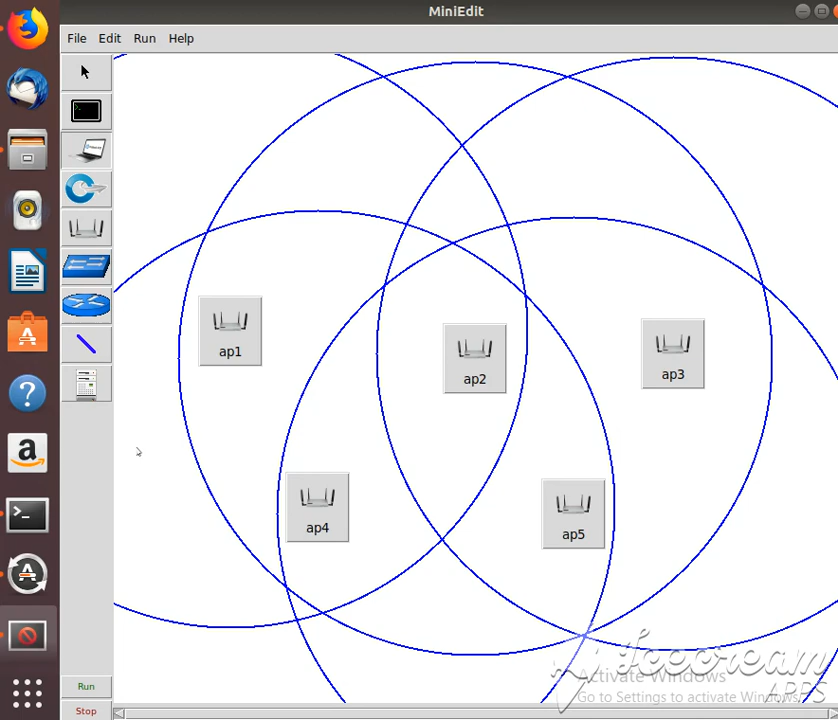 MiniEdit
File Edit Run Help
ap1
ap2
ap3
ap4
ap5
Run
Stop
Icecream
APPS
Activate Windows
Go to Settings to activate Windows.